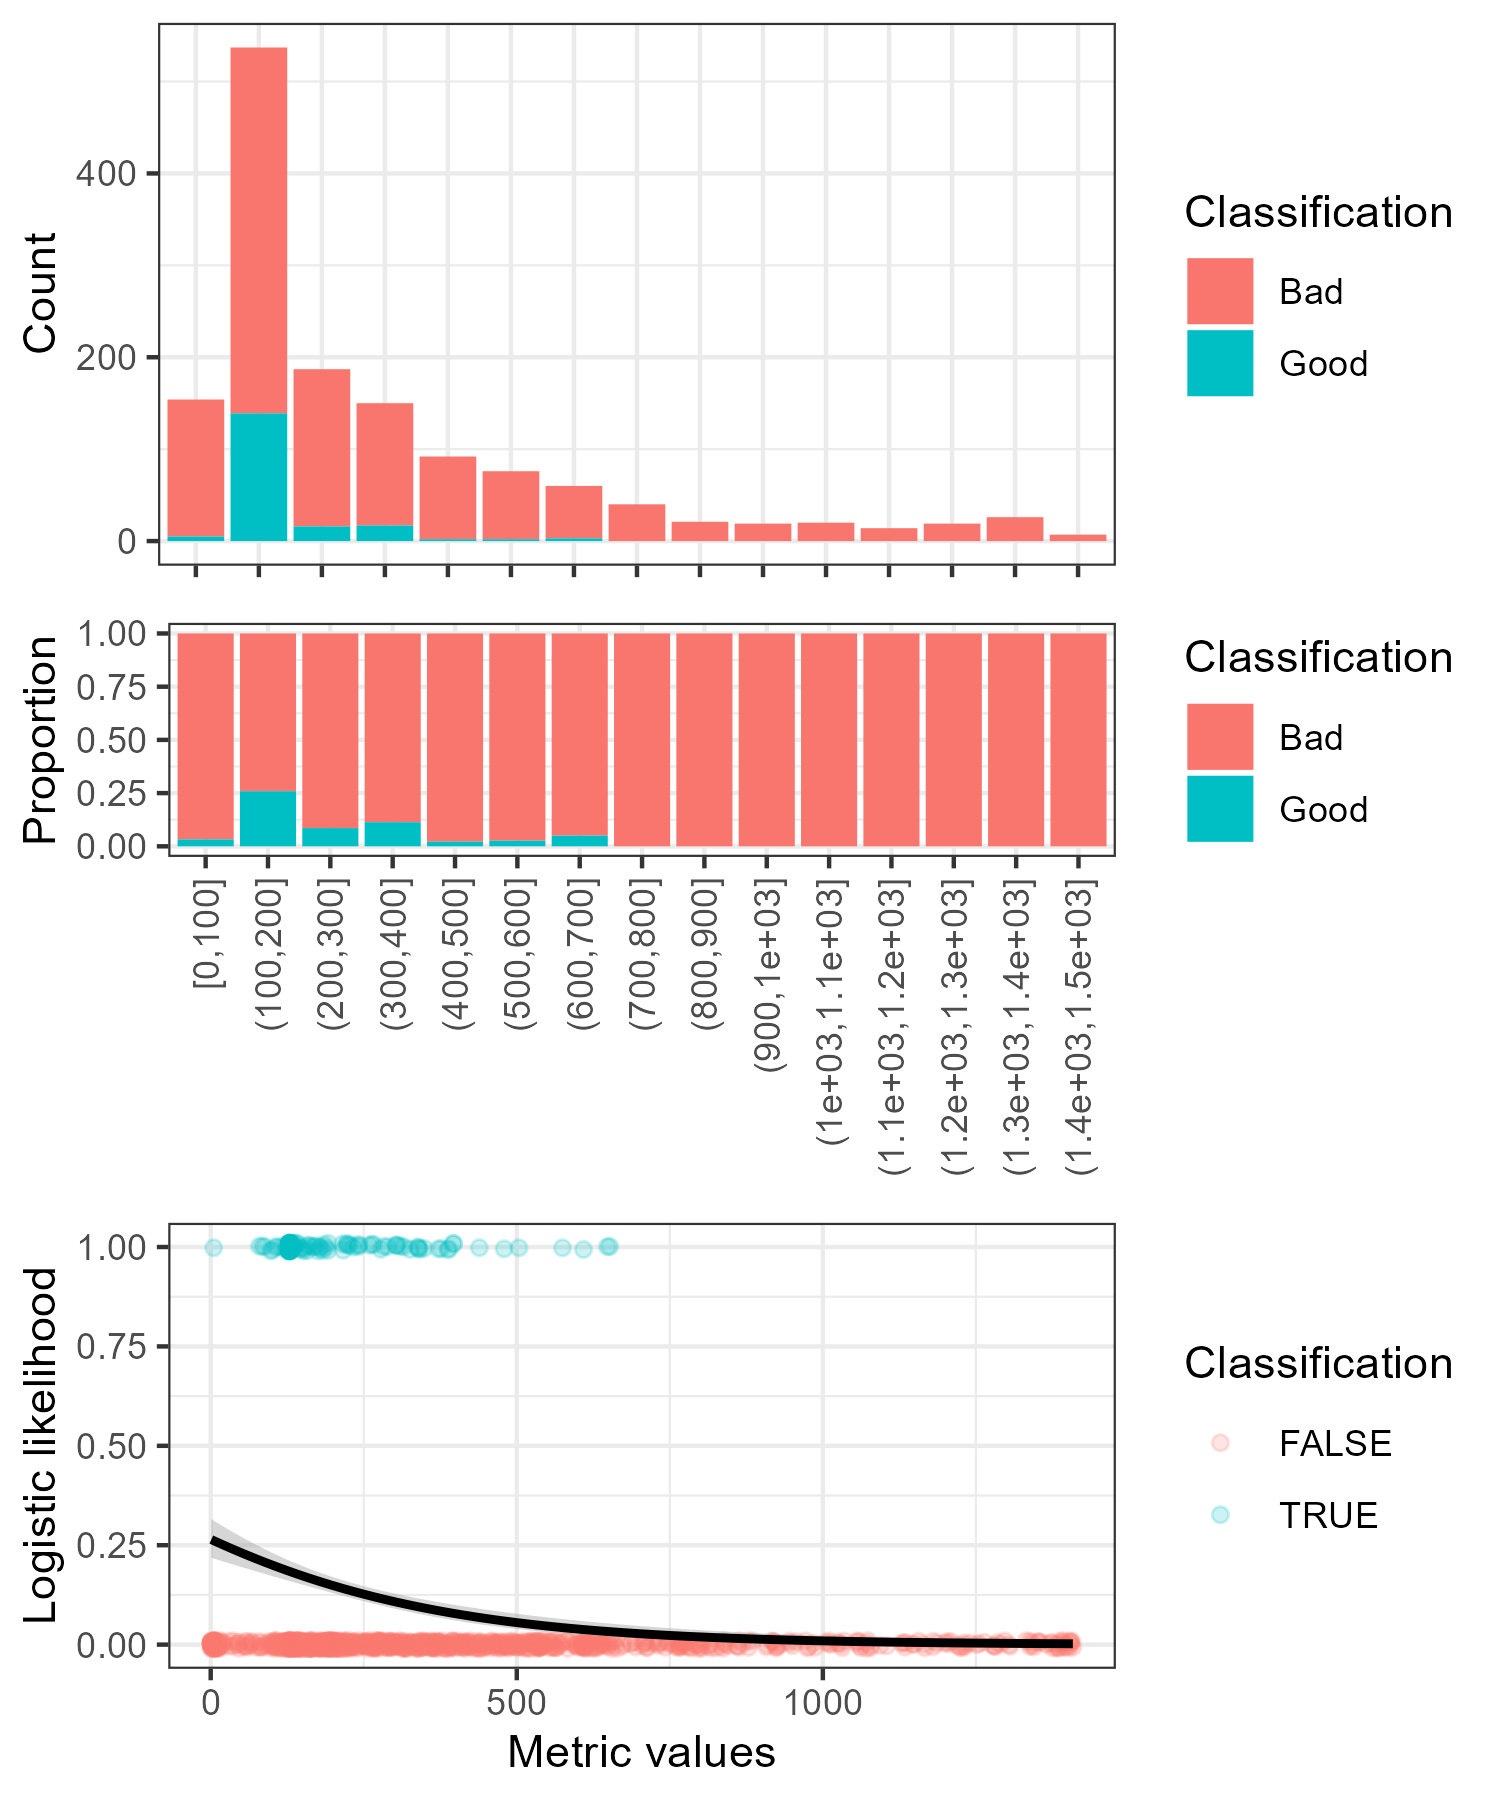 Count
400
200
0
Classification
Bad
Good
Proportion
1.00
0.75
0.50
0.25
0.00
Classification
Bad
Good
[0,100]
(100,200]
(200,300]
(300,400]
(400,500]
(500,600]
(600,700]
(700,800]
(800,900]
(900,1e+03]
(1e+03,1.1e+03]
(1.1e+03,1.2e+03]
(1.2e+03,1.3e+03]
(1.3e+03,1.4e+03]
(1.4e+03,1.5e+03]
Logistic likelihood
1.00
0.75
0.50
0.25
0.00
Classification
FALSE
TRUE
0
500
1000
Metric values